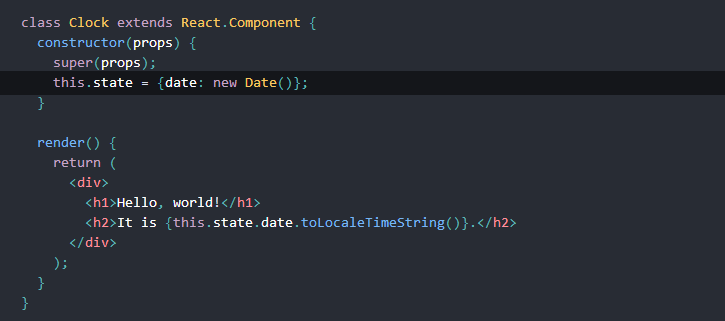 class Clock extends React.Component {
  constructor(props) {
    super(props);
    this.state = {date: new Date()};
  }

  render() {
    return (
      <div>
        <h1>Hello, world!</h1>
        <h2>It is {this.state.date.toLocaleTimeString()}.</h2>
      </div>
    );
  }
}